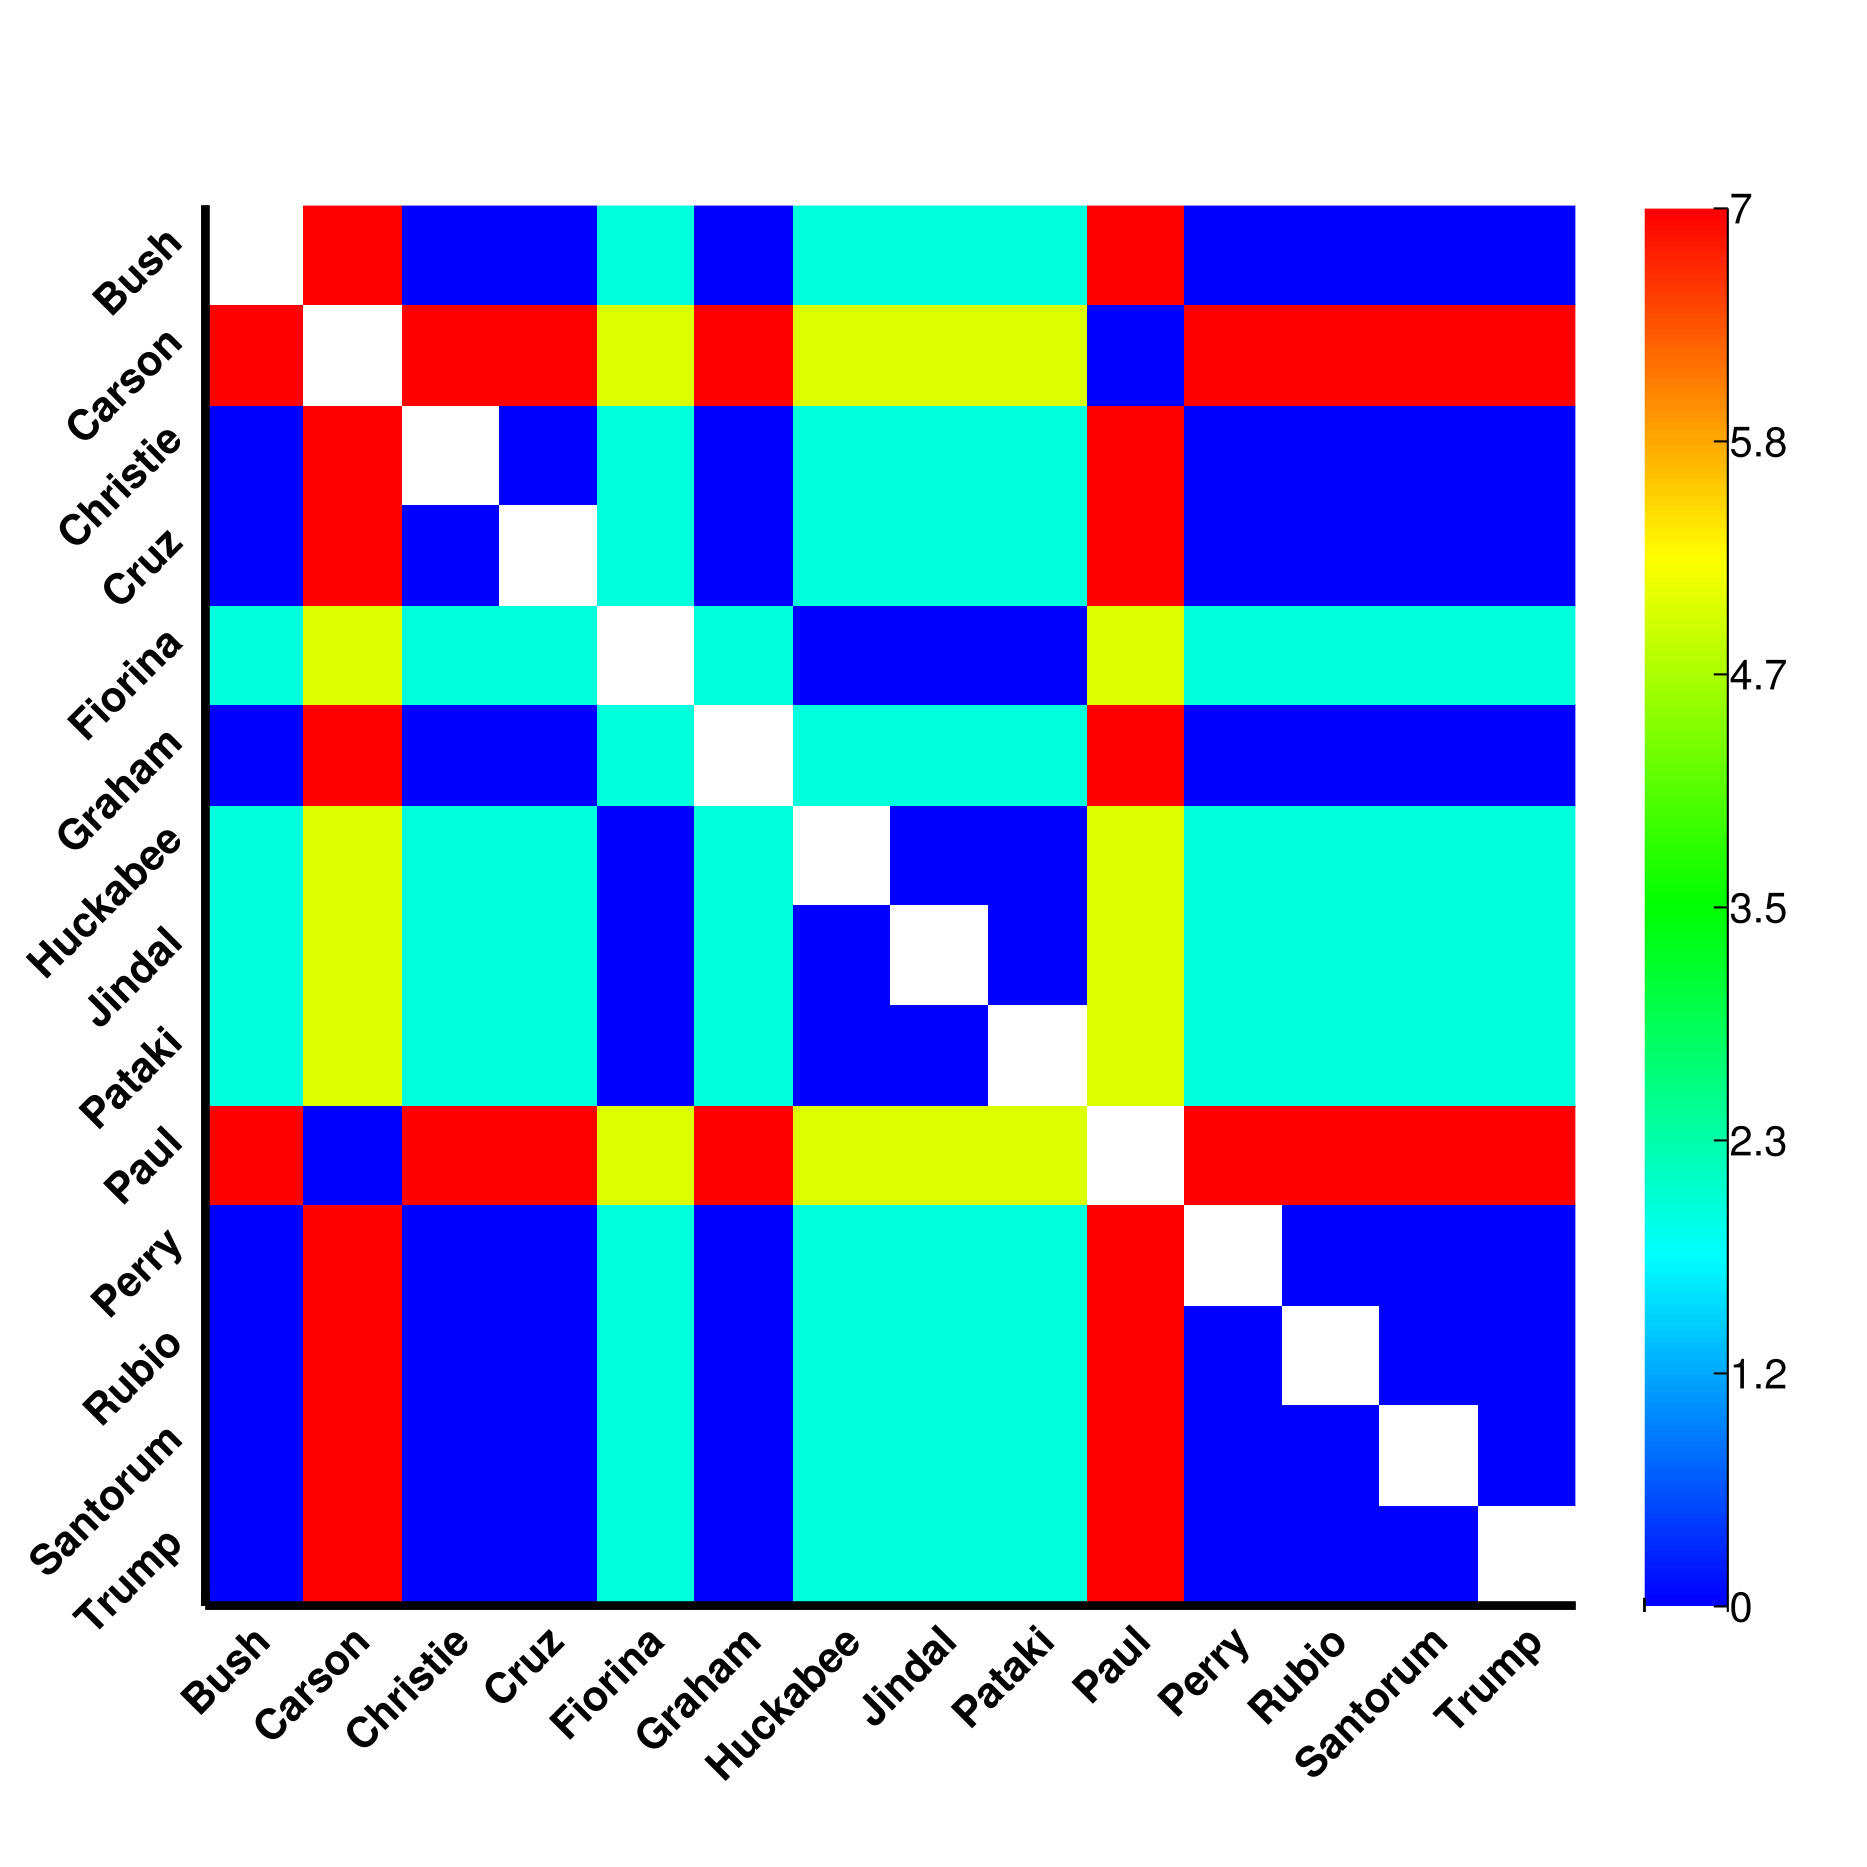 Bush
Carson
Christie
Cruz
Fiorina
Graham
Huckabee
Jindal
Pataki
Paul
Perry
Rubio
Santorum
Trump
Bush
Carson
Christie
Cruz
Fiorina
Graham
Huckabee
Jindal
Pataki
Paul
Perry
Rubio
Santorum
Trump
7
5.8
4.7
3.5
2.3
1.2
0